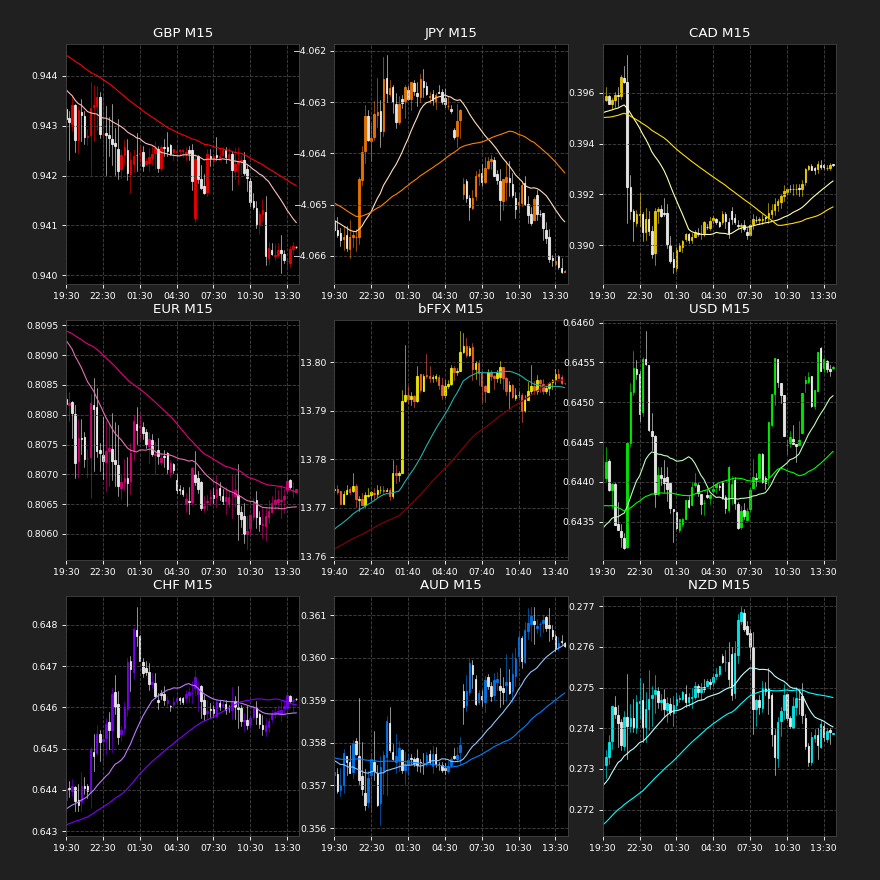 GBP M15
JPY M15
CAD M15
0.944
0.943
0.942
0.941
0.940
−4.062
−4.063
−4.064
−4.065
−4.066
0.396
0.394
0.392
0.390
19:30 22:30 01:30 04:30 07:30 10:30 13:30
19:30 22:30 01:30 04:30 07:30 10:30 13:30
19:30 22:30 01:30 04:30 07:30 10:30 13:30
EUR M15
bFFX M15
USD M15
0.8095
0.8090
0.8085
0.8080
0.8075
0.8070
0.8065
0.8060
13.80
13.79
13.78
13.77
13.76
0.6460
0.6455
0.6450
0.6445
0.6440
0.6435
19:30 22:30 01:30 04:30 07:30 10:30 13:30
19:40 22:40 01:40 04:40 07:40 10:40 13:40
19:30 22:30 01:30 04:30 07:30 10:30 13:30
CHF M15
AUD M15
NZD M15
0.648
0.647
0.646
0.645
0.644
0.643
0.361
0.360
0.359
0.358
0.357
0.356
0.277
0.276
0.275
0.274
0.273
0.272
19:30 22:30 01:30 04:30 07:30 10:30 13:30
19:30 22:30 01:30 04:30 07:30 10:30 13:30
19:30 22:30 01:30 04:30 07:30 10:30 13:30